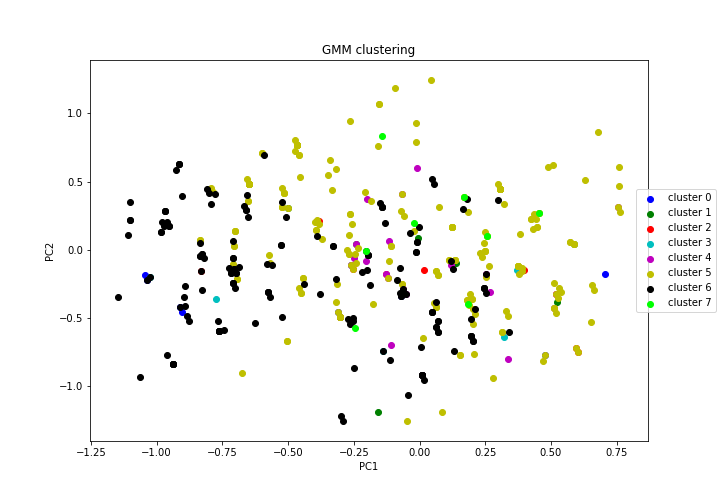 GMM clustering
PC2
1.0
0.5
0.0
−0.5
−1.0
−1.25 −1.00 −0.75 −0.50 −0.25 0.00 0.25 0.50 0.75
PC1
cluster 0
cluster 1
cluster 2
cluster 3
cluster 4
cluster 5
cluster 6
cluster 7